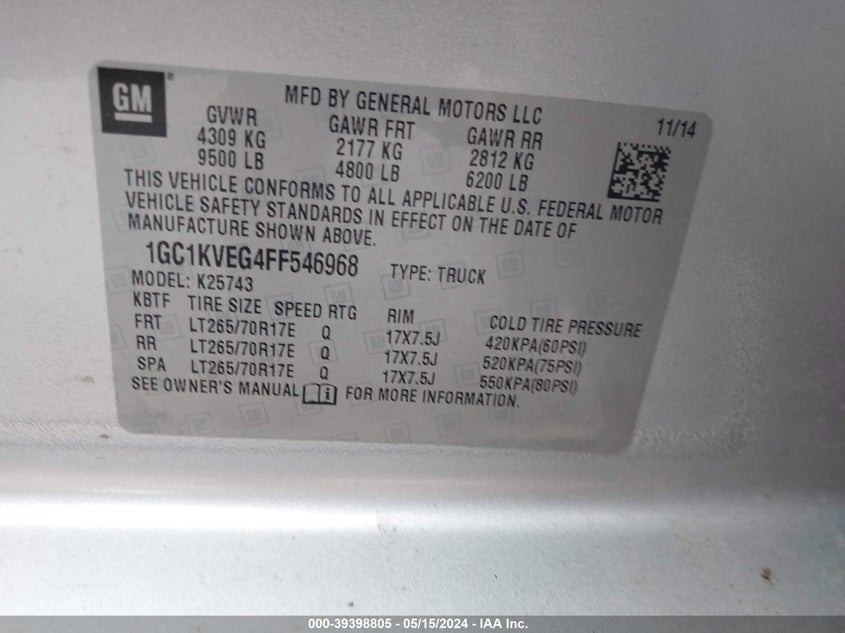 GM
MFD BY GENERAL MOTORS LLC
11/14
GVWR GAWR FRT GAWR RR
4309 KG 2177 KG 2812 KG
9500 LB 4800 LB 6200 LB
THIS VEHICLE CONFORMS TO ALL APPLICABLE U.S. FEDERAL MOTOR
VEHICLE SAFETY STANDARDS IN EFFECT ON THE DATE OF
MANUFACTURE SHOWN ABOVE.
1GC1KVEG4FF546968 TYPE: TRUCK
MODEL: K25743
KBTF TIRE SIZE SPEED RTG RIM COLD TIRE PRESSURE
FRT LT265/70R17E Q 17X7.5J 420KPA(60PSI)
RR LT265/70R17E Q 17X7.5J 520KPA(75PSI)
SPA LT265/70R17E Q 17X7.5J 550KPA(80PSI)
SEE OWNER'S MANUAL FOR MORE INFORMATION.
000-39398805 - 05/15/2024 - IAA Inc.